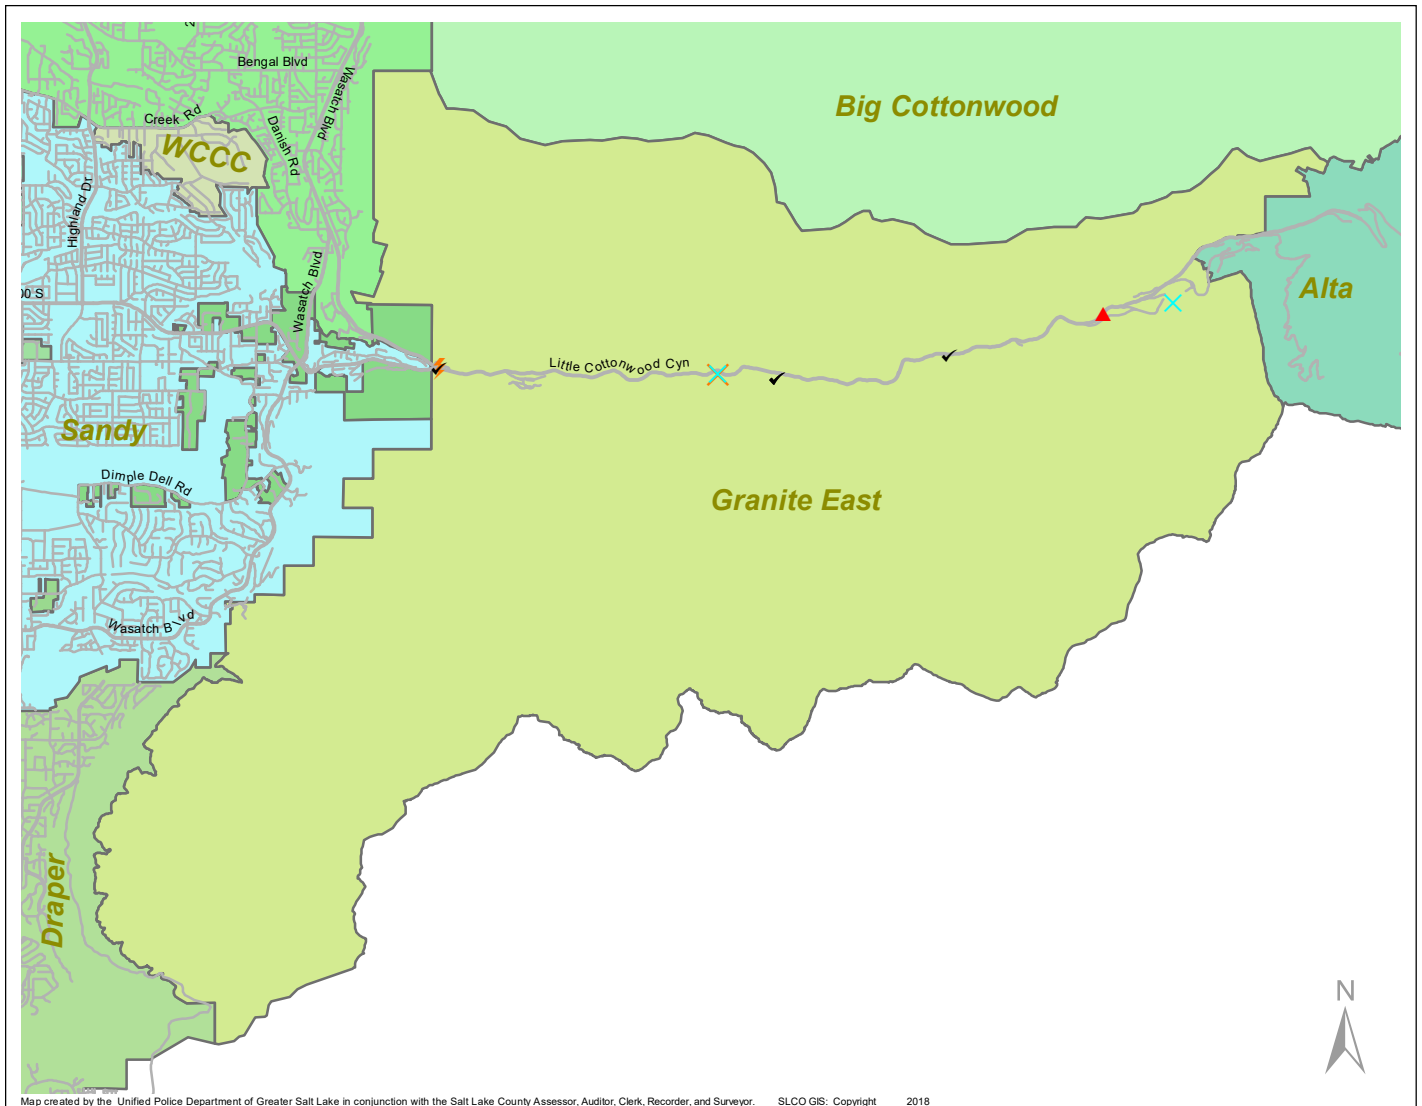 Bengal Blvd
Wasatch Blvd
Big Cottonwood
Creek Rd
Danish Rd
WCCC
Highland Dr
Wasatch Blvd
00 S
Alta
Little Cottonwood Cyn
Sandy
Dimple Dell Rd
Granite East
Wasatch Blvd
Draper
N
Map created by the Unified Police Department of Greater Salt Lake in conjunction with the Salt Lake County Assessor, Auditor, Clerk, Recorder, and Surveyor. SLCO GIS: Copyright 2018